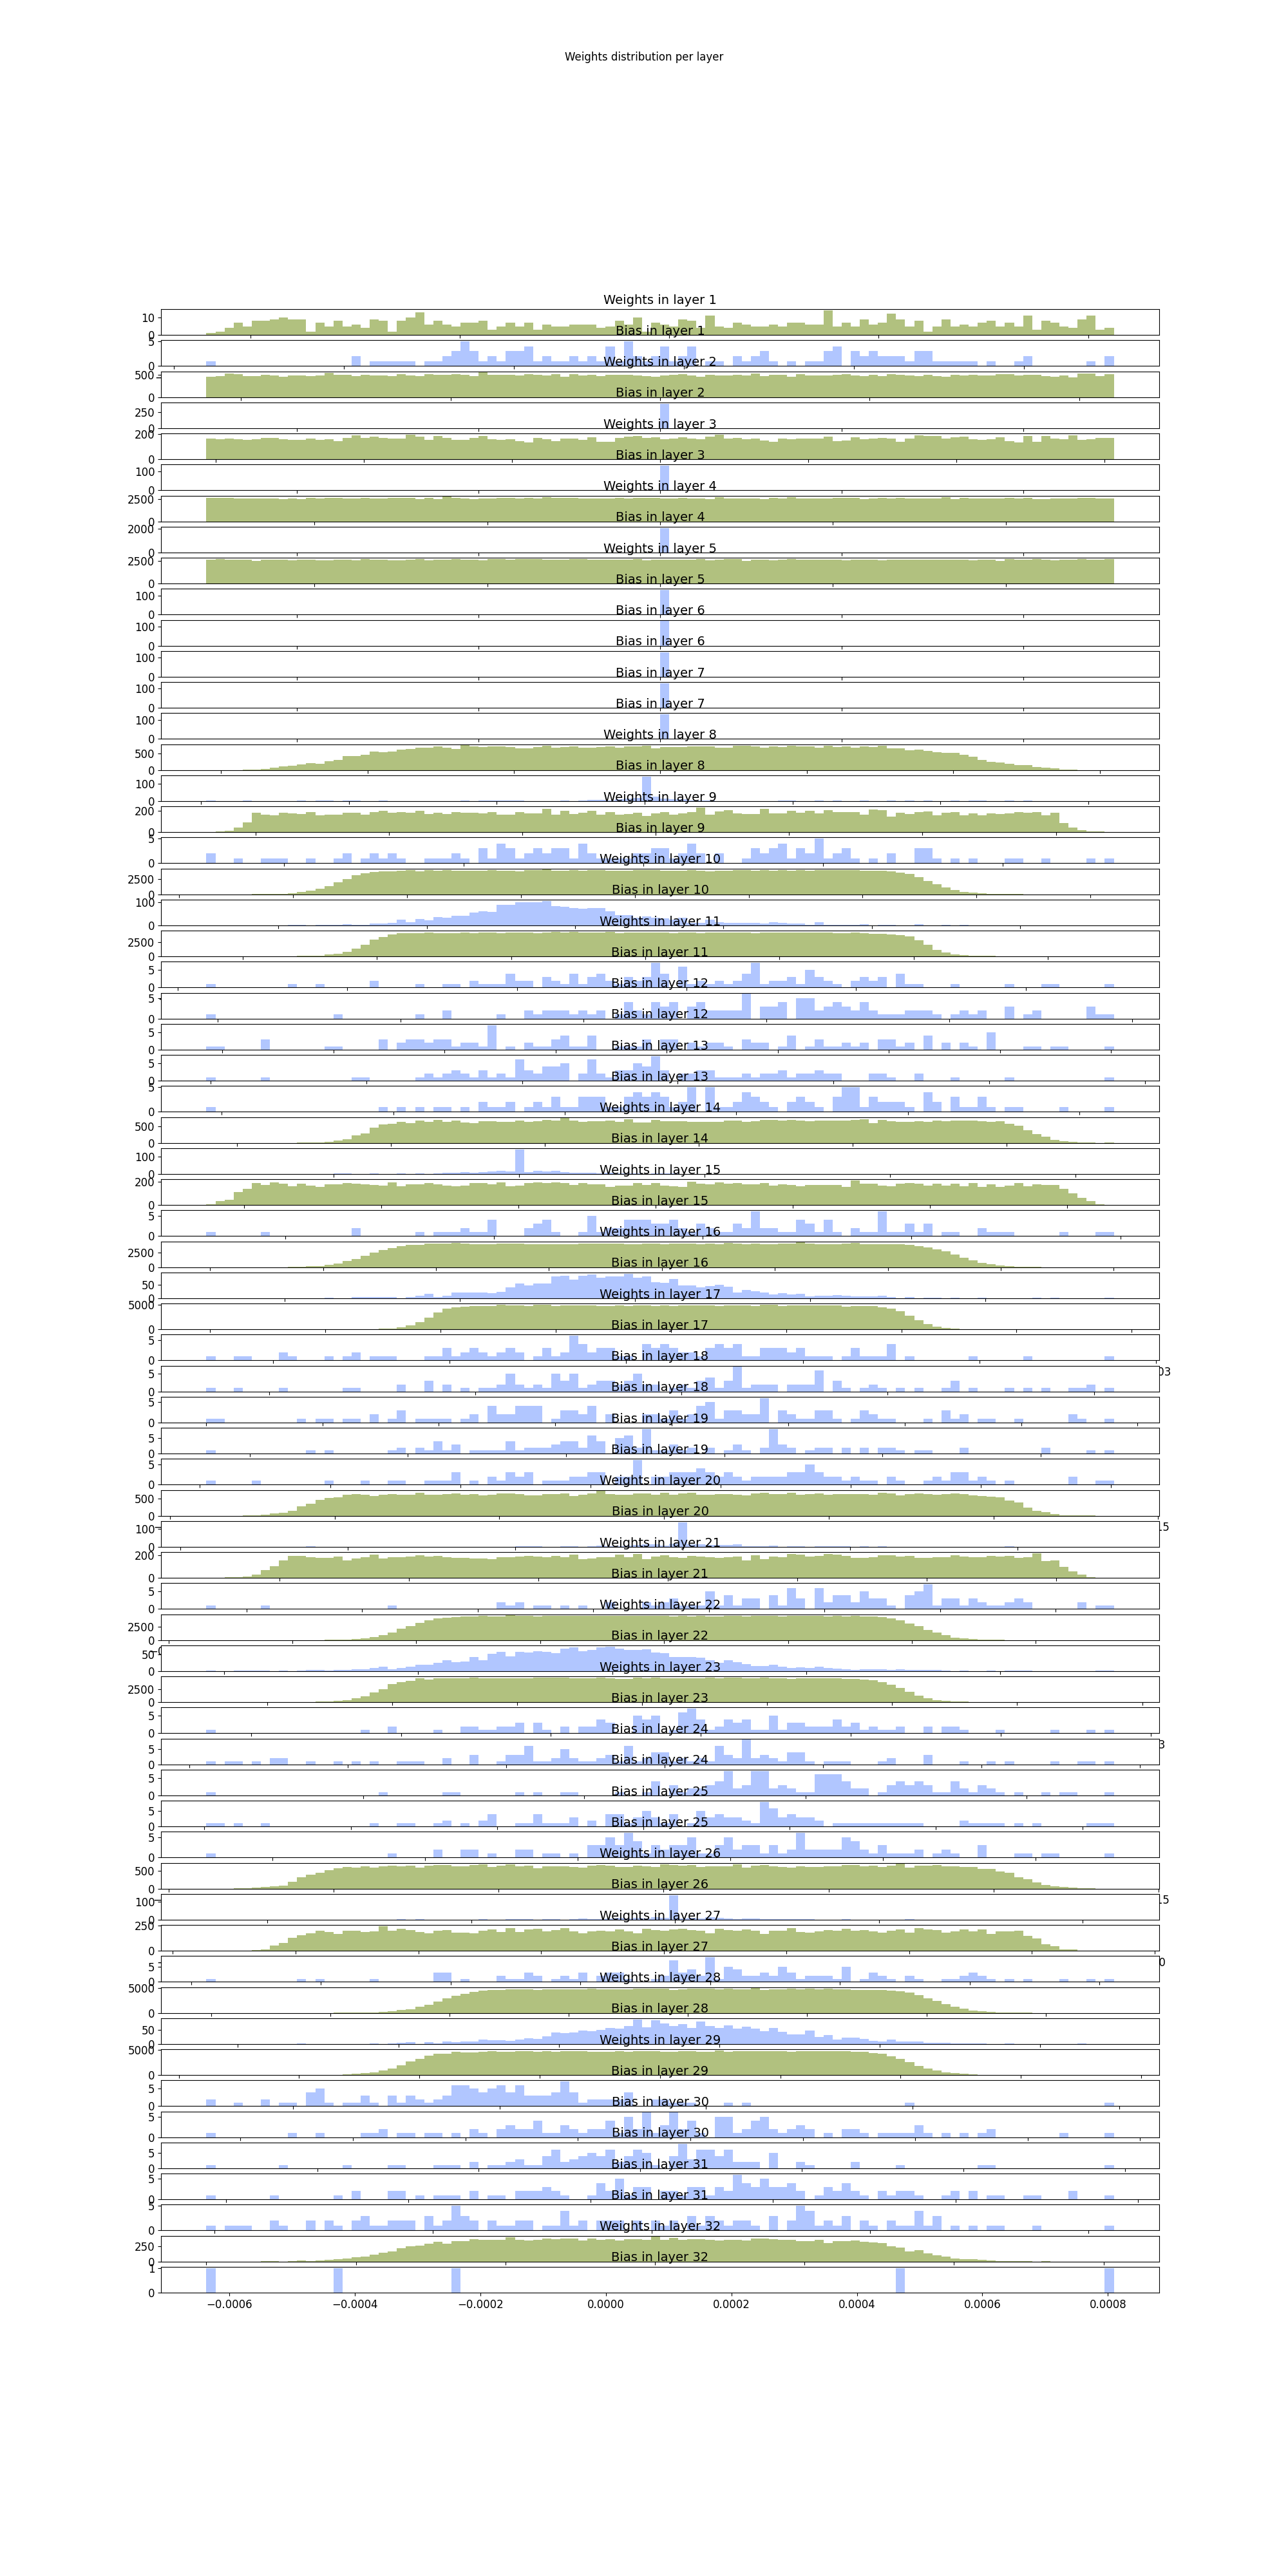 Weights distribution per layer
Weights in layer 1
10
0
Bias in layer 1
5
0
Weights in layer 2
500
0
Bias in layer 2
250
0
Weights in layer 3
200
0
Bias in layer 3
100
0
Weights in layer 4
2500
0
Bias in layer 4
2000
0
Weights in layer 5
2500
0
Bias in layer 5
100
0
Bias in layer 6
100
0
Bias in layer 6
100
0
Bias in layer 7
100
0
Bias in layer 7
100
0
Weights in layer 8
500
0
Bias in layer 8
100
0
Weights in layer 9
200
0
Bias in layer 9
5
0
Weights in layer 10
2500
0
Bias in layer 10
100
0
Weights in layer 11
2500
0
Bias in layer 11
5
0
Bias in layer 12
5
0
Bias in layer 12
5
0
Bias in layer 13
5
0
Bias in layer 13
5
0
Weights in layer 14
500
0
Bias in layer 14
100
0
Weights in layer 15
200
0
Bias in layer 15
5
0
Weights in layer 16
2500
0
Bias in layer 16
50
0
Weights in layer 17
5000
0
Bias in layer 17
5
0
Bias in layer 18
03
5
0
Bias in layer 18
5
0
Bias in layer 19
5
0
Bias in layer 19
5
0
Weights in layer 20
500
0
Bias in layer 20
.5
100
0
Weights in layer 21
200
0
Bias in layer 21
5
0
Weights in layer 22
2500
0
Bias in layer 22
50
0
Weights in layer 23
2500
0
Bias in layer 23
5
0
Bias in layer 24
3
5
0
Bias in layer 24
5
0
Bias in layer 25
5
0
Bias in layer 25
5
0
Weights in layer 26
500
0
Bias in layer 26
.5
100
0
Weights in layer 27
250
0
Bias in layer 27
0
5
0
Weights in layer 28
5000
0
Bias in layer 28
50
0
Weights in layer 29
5000
0
Bias in layer 29
5
0
Bias in layer 30
5
0
Bias in layer 30
5
0
Bias in layer 31
5
0
Bias in layer 31
5
0
Weights in layer 32
250
0
Bias in layer 32
1
0
−0.0006 −0.0004 −0.0002 0.0000 0.0002 0.0004 0.0006 0.0008